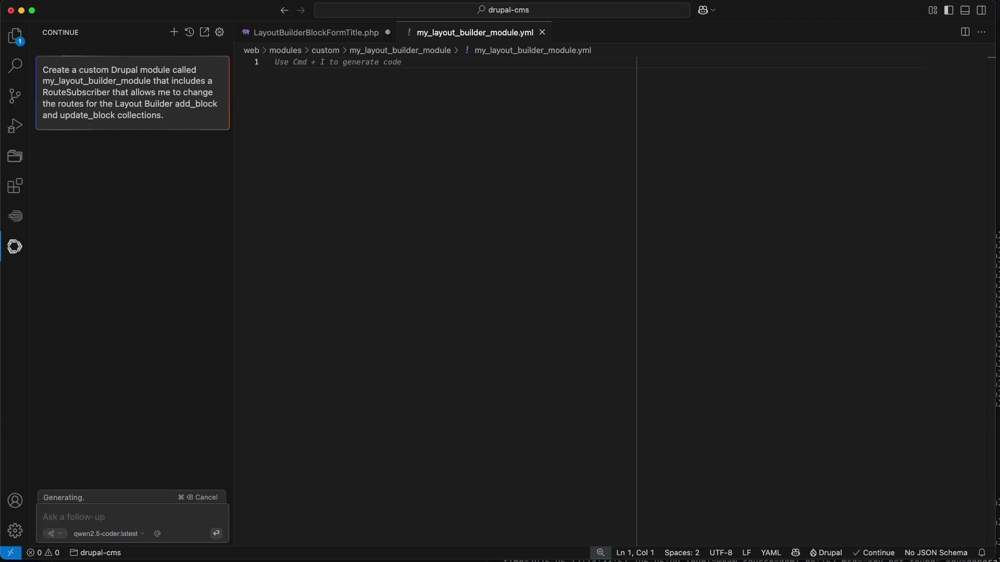 drupal-cms
CONTINUE
LayoutBuilderBlockFormTitle.php
! my_layout_builder_module.yml
web > modules > custom > my_layout_builder_module > ! my_layout_builder_module.yml
1
Use Cmd + I to generate code
1
Create a custom Drupal module called
my_layout_builder_module that includes a
RouteSubscriber that allows me to change
the routes for the Layout Builder add_block
and update_block collections.
Generating.
⌘ ⌫ Cancel
Ask a follow-up
qwen2.5-coder:latest
@
0 0 drupal-cms
Ln 1, Col 1 Spaces: 2 UTF-8 LF YAML Drupal Continue No JSON Schema